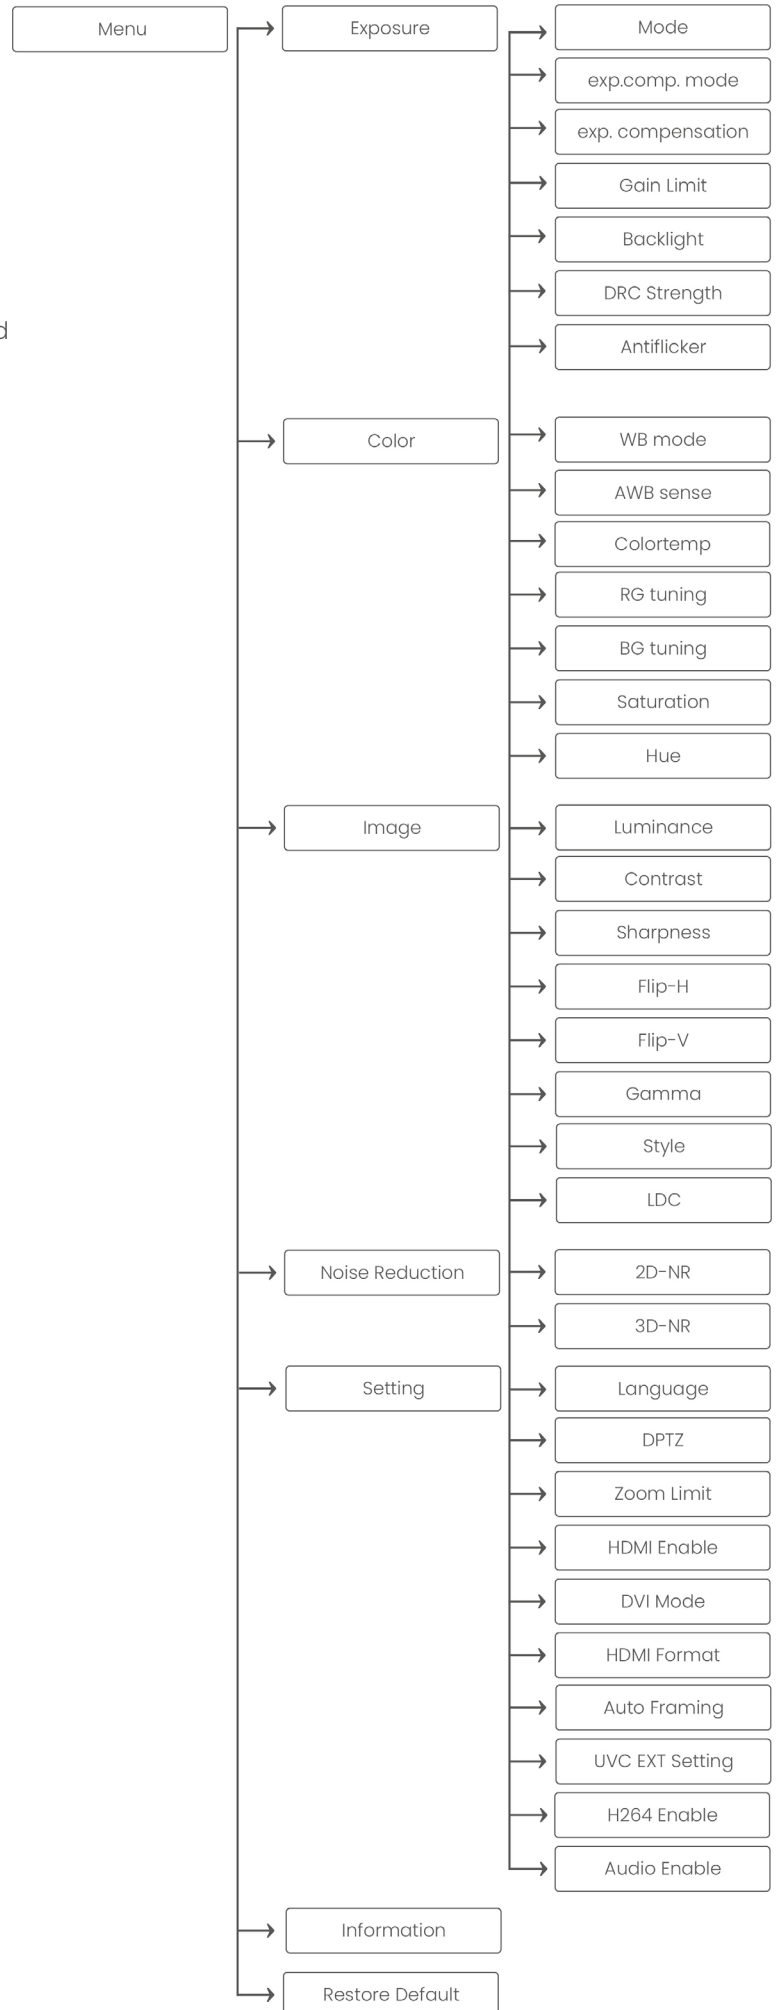 Menu
Exposure
Mode
exp.comp. mode
exp. compensation
Gain Limit
Backlight
DRC Strength
d
Antiflicker
Color
WB mode
AWB sense
Colortemp
RG tuning
BG tuning
Saturation
Hue
Image
Luminance
Contrast
Sharpness
Flip-H
Flip-V
Gamma
Style
LDC
Noise Reduction
2D-NR
3D-NR
Setting
Language
DPTZ
Zoom Limit
HDMI Enable
DVI Mode
HDMI Format
Auto Framing
UVC EXT Setting
H264 Enable
Audio Enable
Information
Restore Default